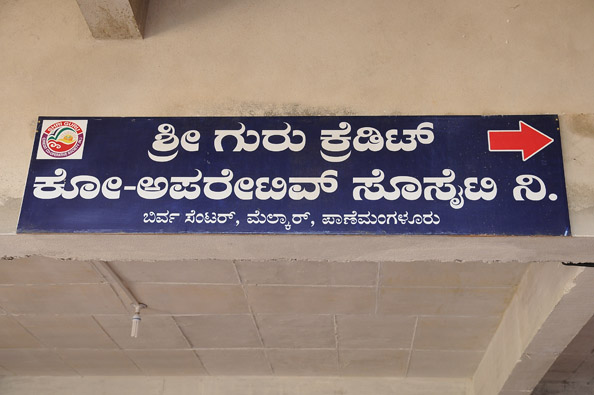 ಶ್ರೀ ಗುರು ಕ್ರೆಡಿಟ್
ಕೋ-ಅಪರೇಟಿವ್ ಸೊಸೈಟಿ ನಿ.
ಬಿರ್ವ ಸೆಂಟರ್, ಮೆಲ್ಕಾರ್, ಪಾಣೆಮಂಗಳೂರು